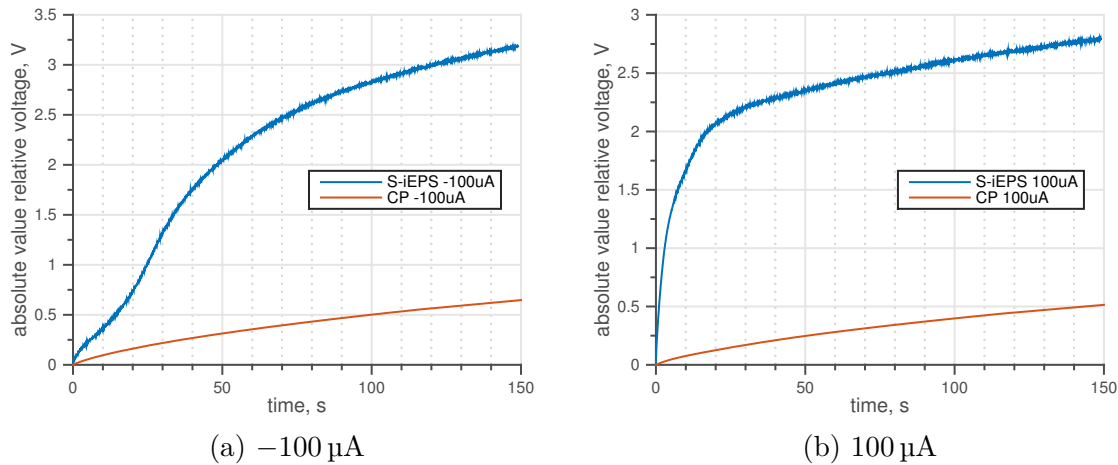 absolute value relative voltage, V
3.5
3
2.5
2
1.5
1
0.5
0
0
50
100
150
time, s
S-iEPS -100uA
CP -100uA
(a) −100 µA
absolute value relative voltage, V
3
2.5
2
1.5
1
0.5
0
0
50
100
150
time, s
S-iEPS 100uA
CP 100uA
(b) 100 µA